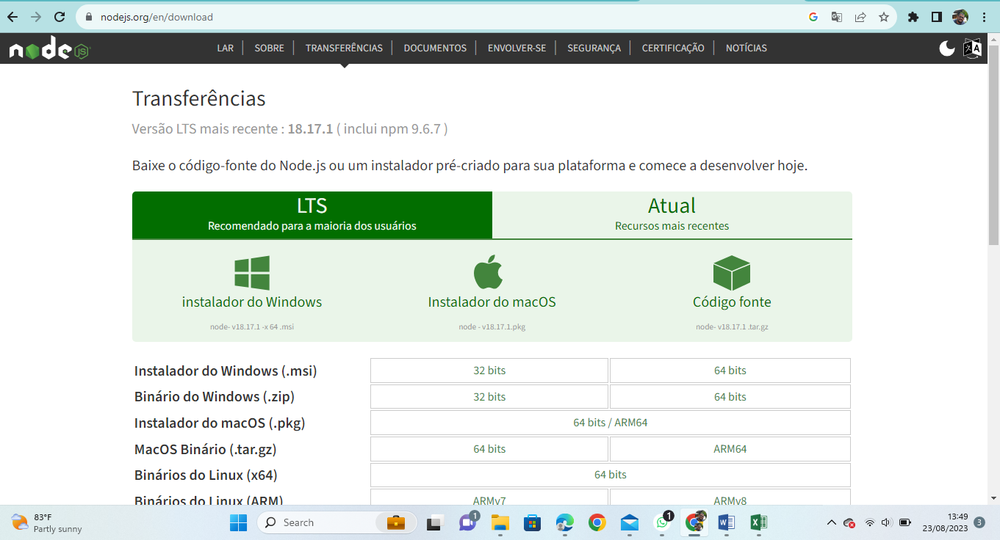 nodejs.org/en/download
node JS
LAR SOBRE TRANSFERÊNCIAS DOCUMENTOS ENVOLVER-SE SEGURANÇA CERTIFICAÇÃO NOTÍCIAS
Transferências
Versão LTS mais recente : 18.17.1 ( inclui npm 9.6.7 )
Baixe o código-fonte do Node.js ou um instalador pré-criado para sua plataforma e comece a desenvolver hoje.
LTS
Recomendado para a maioria dos usuários
Atual
Recursos mais recentes
instalador do Windows
node- v18.17.1 -x 64 .msi
Instalador do macOS
node - v18.17.1.pkg
Código fonte
node- v18.17.1 .tar.gz
Instalador do Windows (.msi) 32 bits 64 bits
Binário do Windows (.zip) 32 bits 64 bits
Instalador do macOS (.pkg) 64 bits / ARM64
MacOS Binário (.tar.gz) 64 bits ARM64
Binários do Linux (x64) 64 bits
Binários do Linux (ARM) ARMv7 ARMv8
83°F
Partly sunny
Search
1
1
13:49
23/08/2023
3